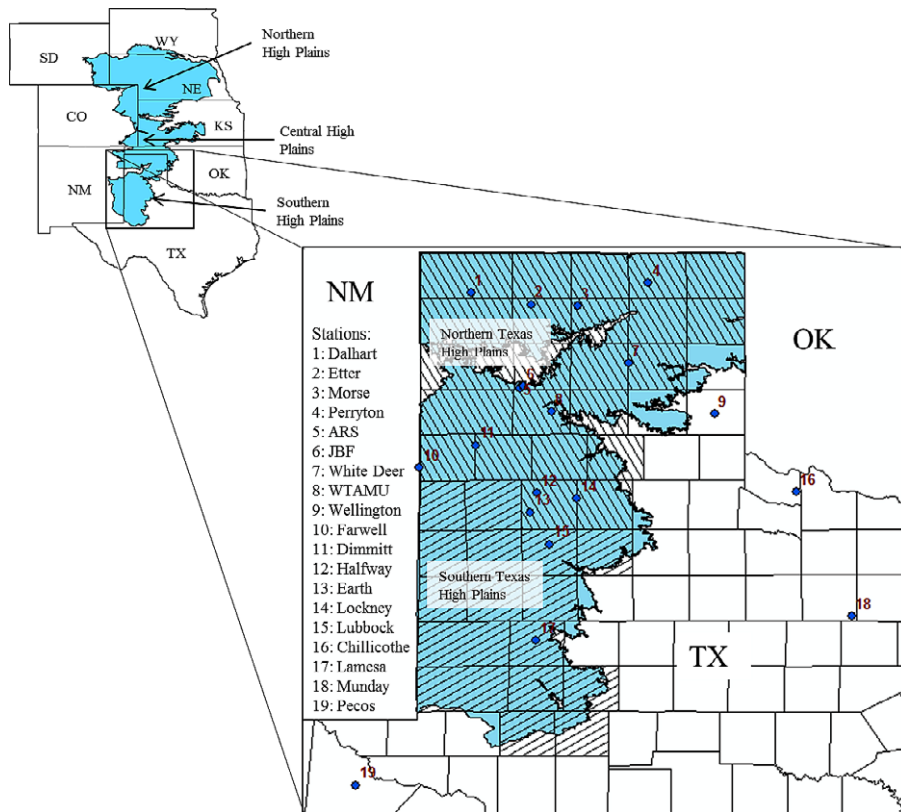 WY
Northern
High Plains
SD
NE
CO
KS
Central High
Plains
NM
OK
Southern
High Plains
TX
NM
OK
TX
Stations:
1: Dalhart
2: Etter
3: Morse
4: Perryton
5: ARS
6: JBF
7: White Deer
8: WTAMU
9: Wellington
10: Farwell
11: Dimmitt
12: Halfway
13: Earth
14: Lockney
15: Lubbock
16: Chillicothe
17: Lamesa
18: Munday
19: Pecos
Northern Texas
High Plains
Southern Texas
High Plains
1
2
3
4
5
6
7
8
9
10
11
12
13
14
15
16
17
18
19